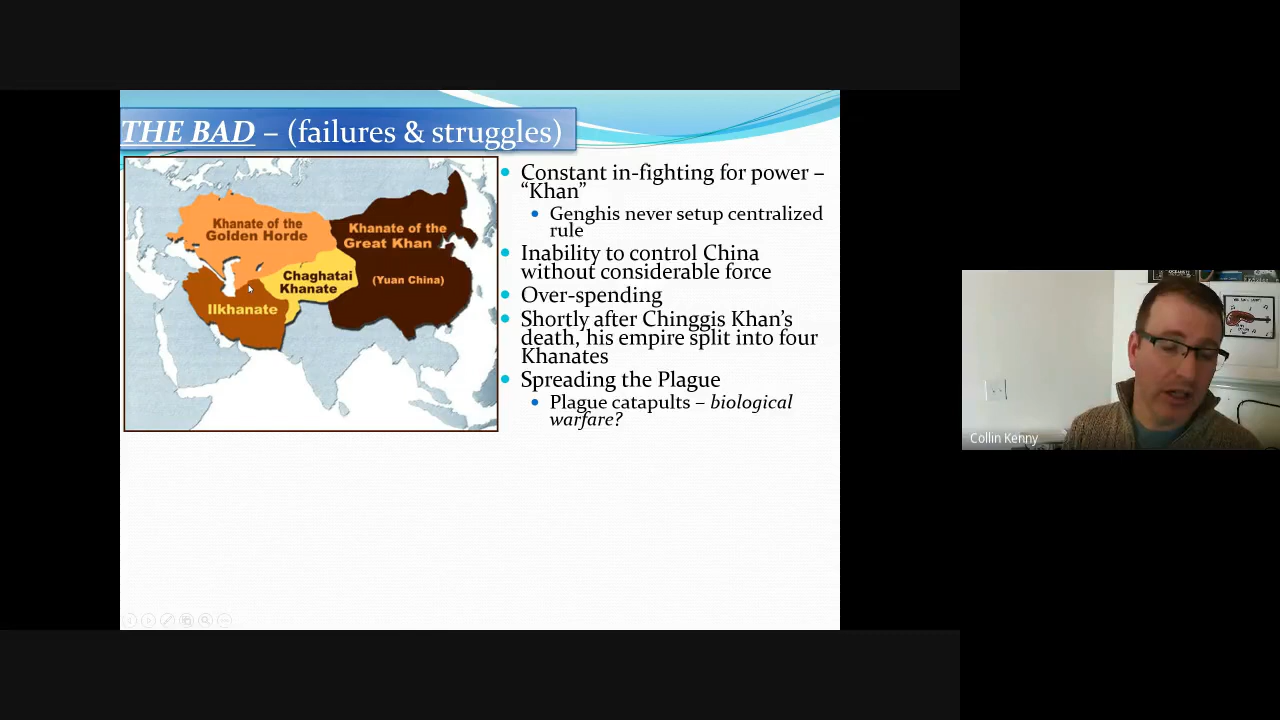 THE BAD – (failures & struggles)
Khanate of the
Golden Horde
Khanate of the
Great Khan
(Yuan China)
Chaghatai
Khanate
Ilkhanate
Constant in-fighting for power –
“Khan”
Genghis never setup centralized
rule
Inability to control China
without considerable force
Over-spending
Shortly after Chinggis Khan’s
death, his empire split into four
Khanates
Spreading the Plague
Plague catapults – biological
warfare?
Collin Kenny